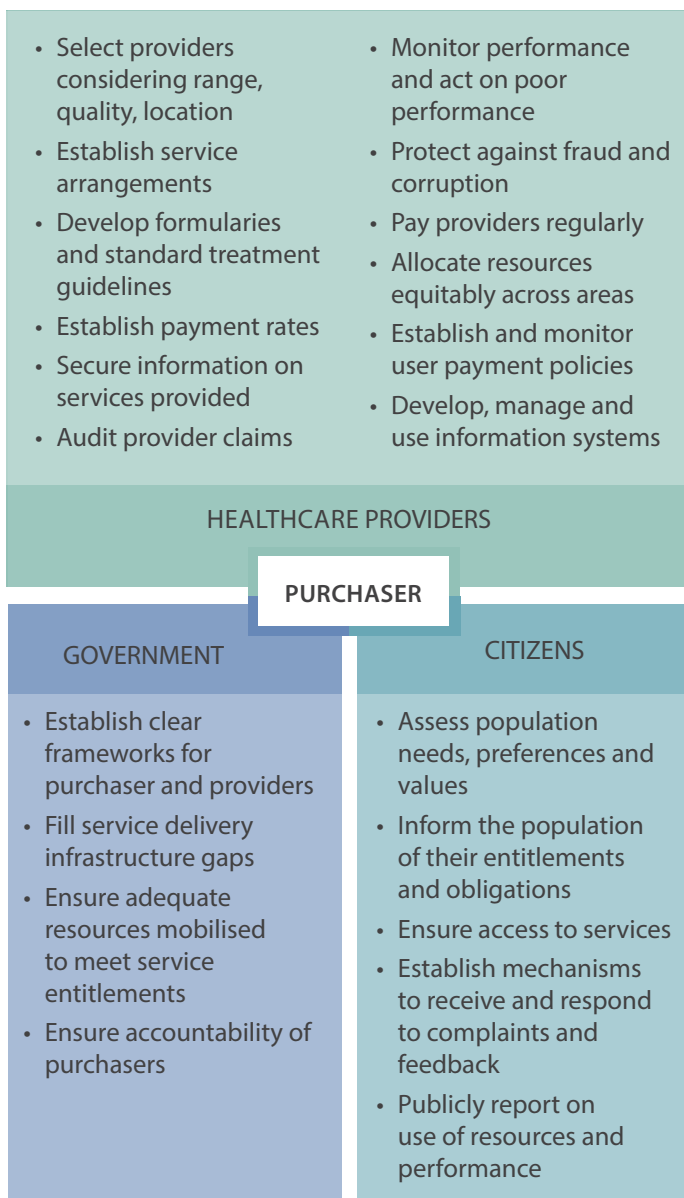 • Select providers
considering range,
quality, location
• Establish service
arrangements
• Develop formularies
and standard treatment
guidelines
• Establish payment rates
• Secure information on
services provided
• Audit provider claims
• Monitor performance
and act on poor
performance
• Protect against fraud and
corruption
• Pay providers regularly
• Allocate resources
equitably across areas
• Establish and monitor
user payment policies
• Develop, manage and
use information systems
HEALTHCARE PROVIDERS
PURCHASER
GOVERNMENT
• Establish clear
frameworks for
purchaser and providers
• Fill service delivery
infrastructure gaps
• Ensure adequate
resources mobilised
to meet service
entitlements
• Ensure accountability of
purchasers
CITIZENS
• Assess population
needs, preferences and
values
• Inform the population
of their entitlements
and obligations
• Ensure access to services
• Establish mechanisms
to receive and respond
to complaints and
feedback
• Publicly report on
use of resources and
performance